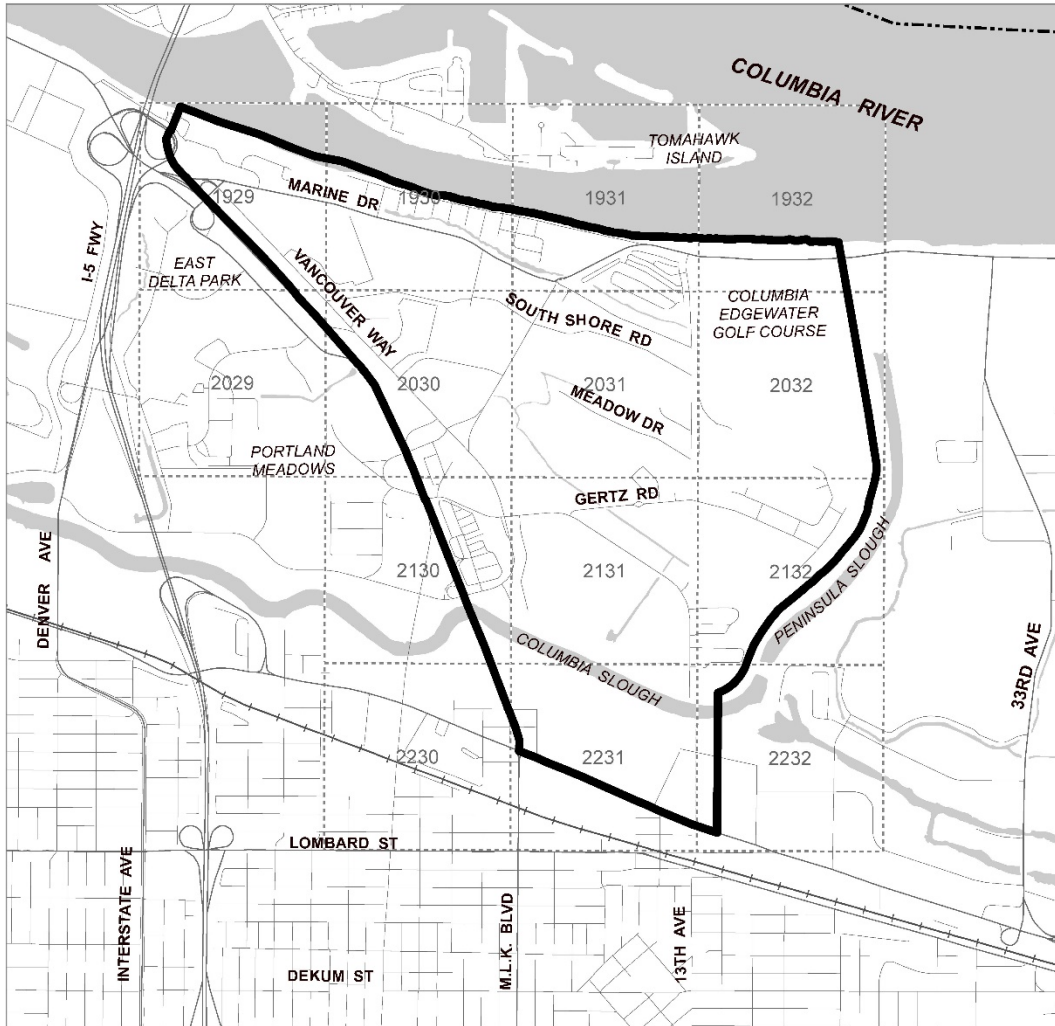 COLUMBIA RIVER
TOMAHAWK
ISLAND
1929
MARINE DR
1930
1931
1932
I-5 FWY
EAST
DELTA PARK
VANCOUVER WAY
SOUTH SHORE RD
COLUMBIA
EDGEWATER
GOLF COURSE
2029
2030
2031
2032
MEADOW DR
PORTLAND
MEADOWS
GERTZ RD
DENVER AVE
2130
2131
2132
PENINSULA SLOUGH
COLUMBIA SLOUGH
33RD AVE
2230
2231
2232
LOMBARD ST
INTERSTATE AVE
M.L.K. BLVD
13TH AVE
DEKUM ST